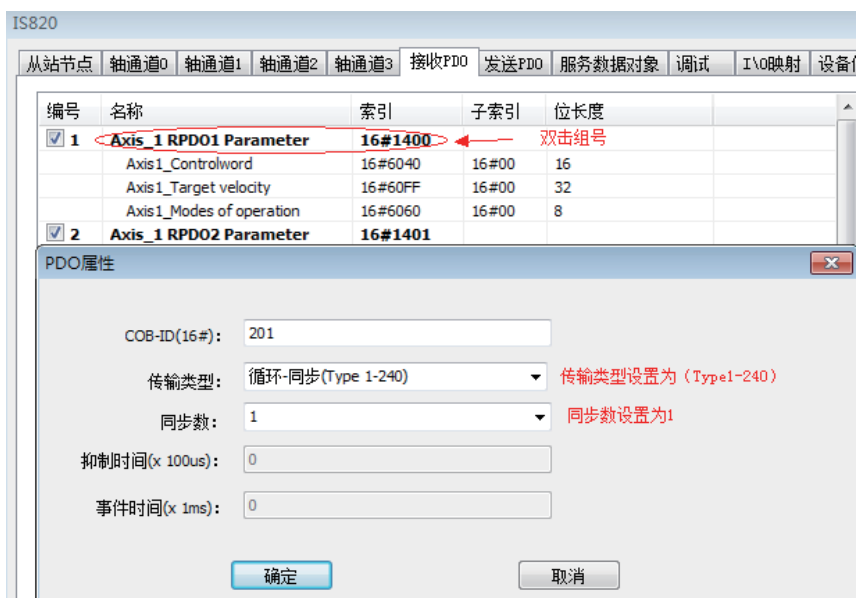 IS820
从站节点 轴通道0 轴通道1 轴通道2 轴通道3 接收PDO 发送PDO 服务数据对象 调试 I\O映射
编号 名称 索引 子索引 位长度
1 Axis_1 RPDO1 Parameter 16#1400 双击组号
Axis1_Controlword 16#6040 16#00 16
Axis1_Target velocity 16#60FF 16#00 32
Axis1_Modes of operation 16#6060 16#00 8
2 Axis_1 RPDO2 Parameter 16#1401
PDO属性
COB-ID(16#): 201
传输类型: 循环-同步(Type 1-240) 传输类型设置为（Type1-240）
同步数: 1 同步数设置为1
抑制时间(x 100us): 0
事件时间(x 1ms): 0
确定 取消